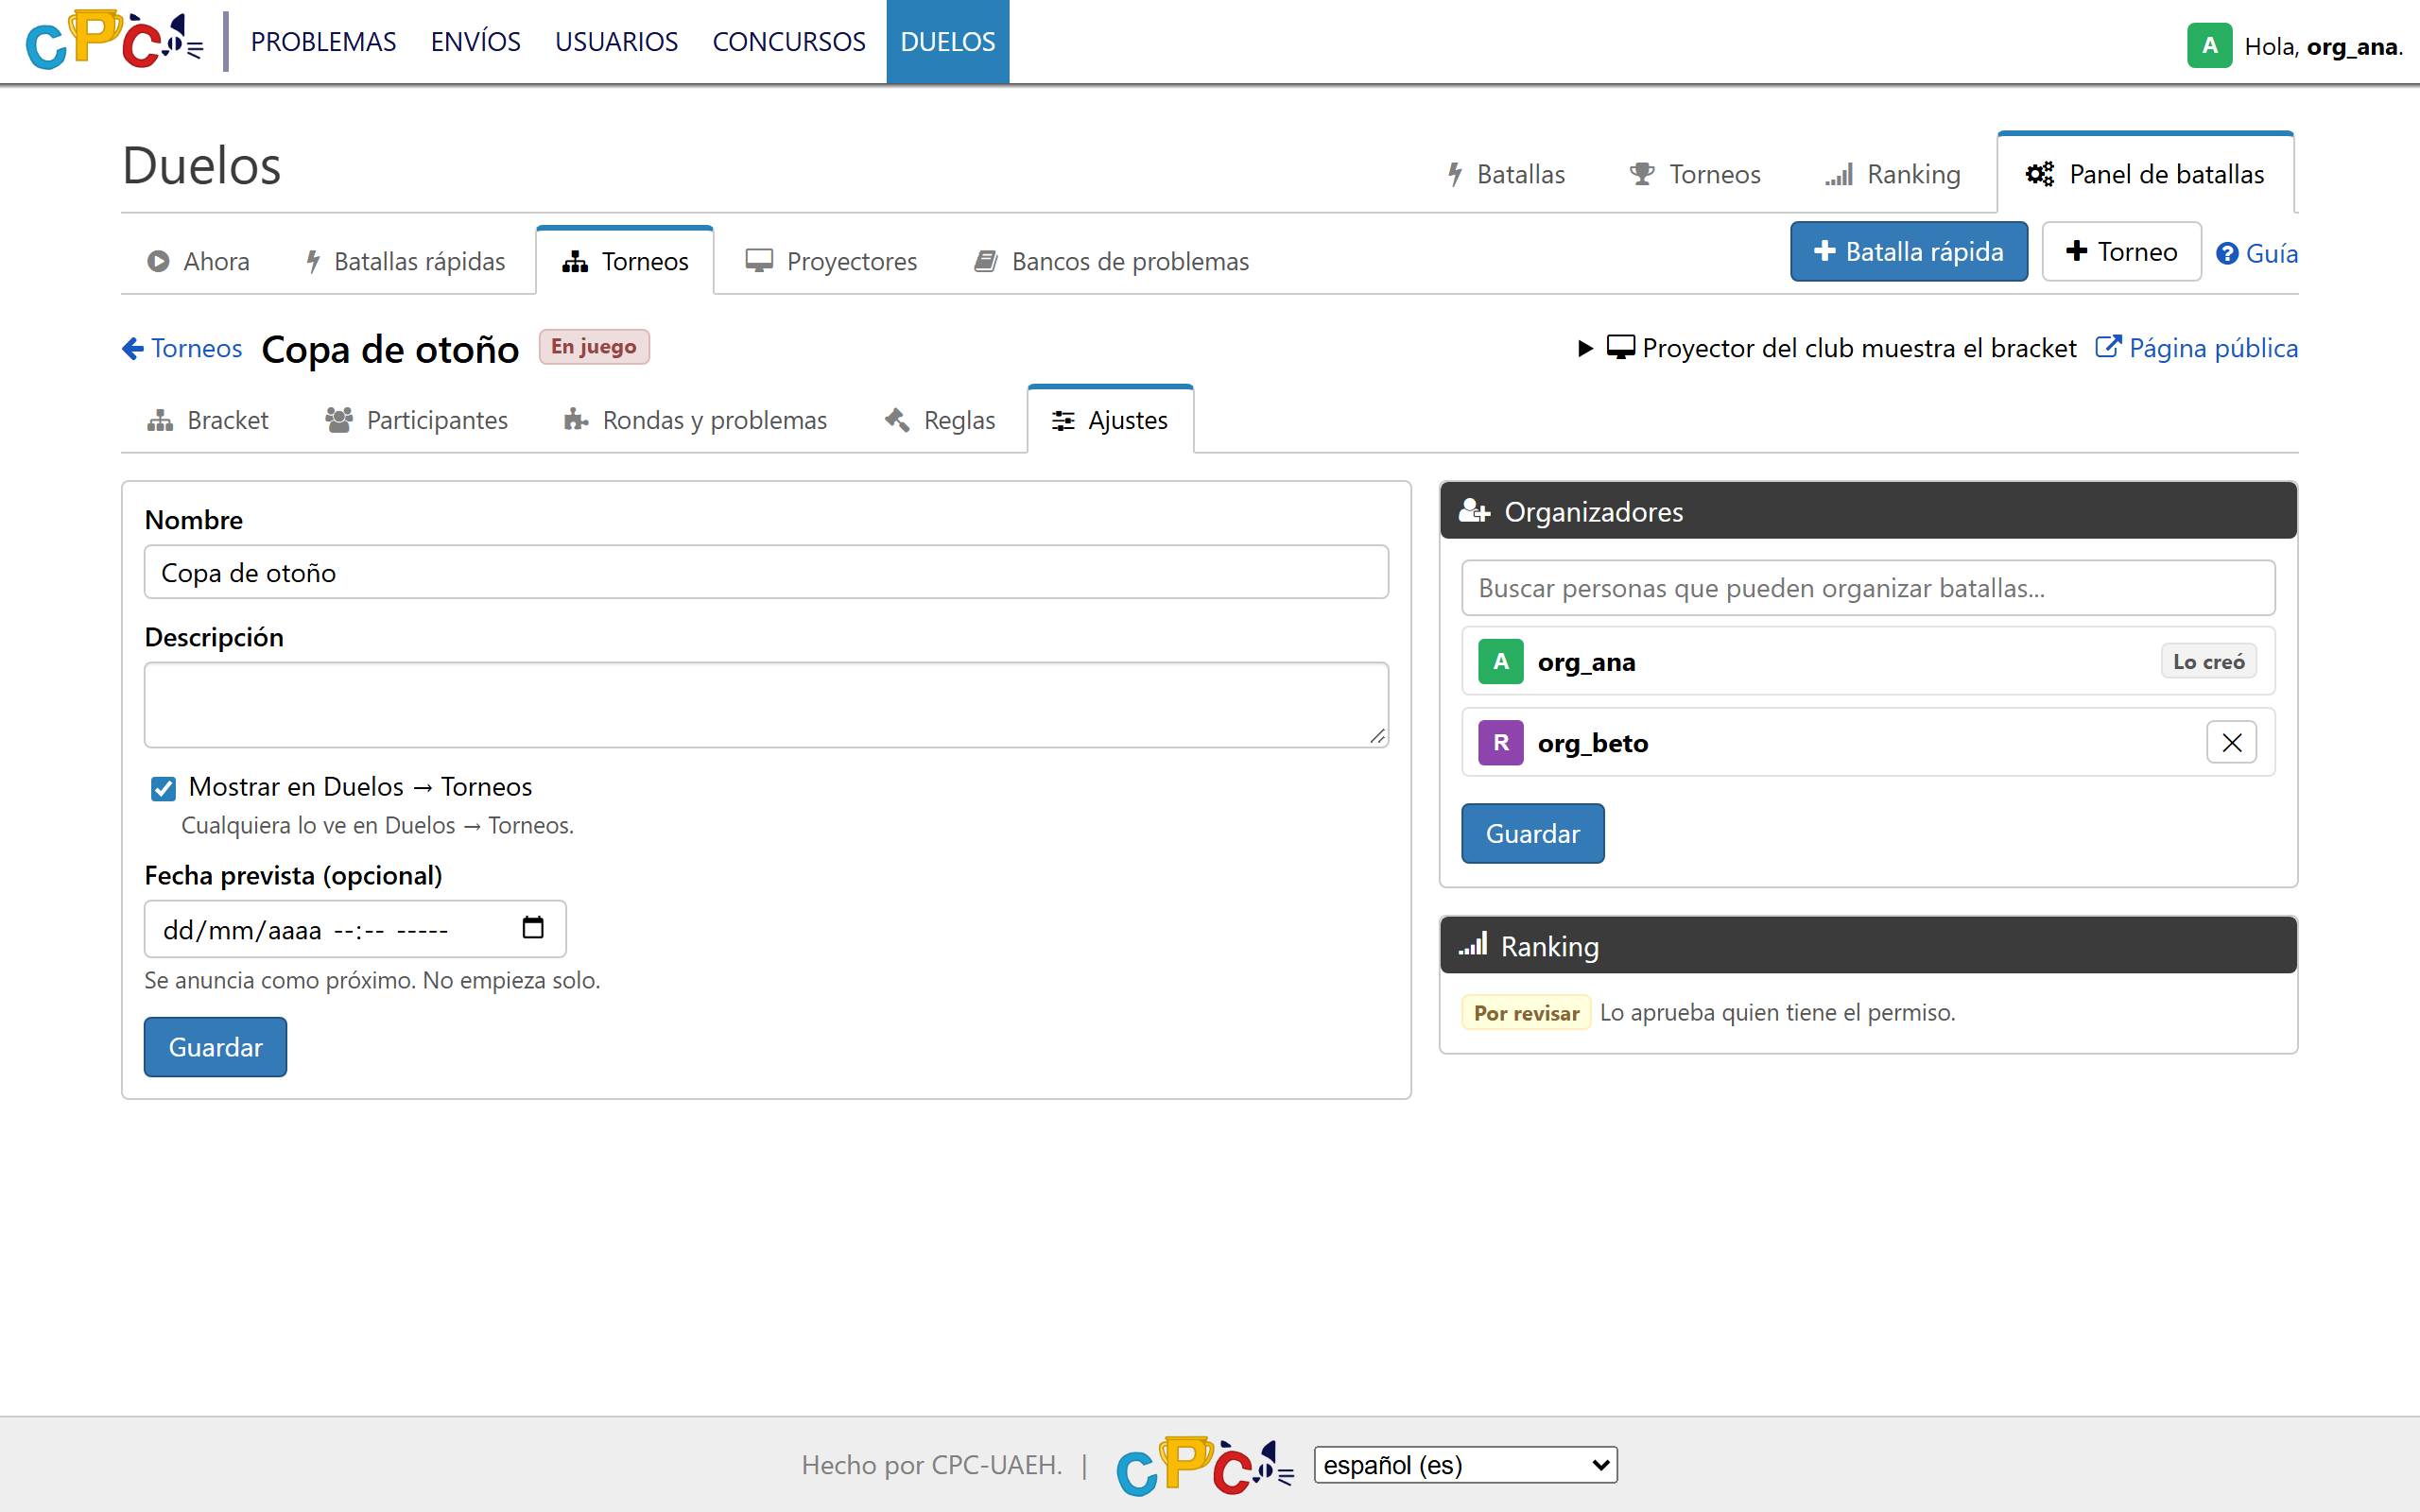 CPC PROBLEMAS ENVÍOS USUARIOS CONCURSOS DUELOS A Hola, org_ana.
Duelos Batallas Torneos Ranking Panel de batallas
Ahora Batallas rápidas Torneos Proyectores Bancos de problemas Batalla rápida Torneo Guía
Torneos Copa de otoño En juego Proyector del club muestra el bracket Página pública
Bracket Participantes Rondas y problemas Reglas Ajustes
Nombre
Copa de otoño
Descripción
Mostrar en Duelos → Torneos
Cualquiera lo ve en Duelos → Torneos.
Fecha prevista (opcional)
dd/mm/aaaa --:-- -----
Se anuncia como próximo. No empieza solo.
Guardar
Organizadores
Buscar personas que pueden organizar batallas...
A org_ana Lo creó
R org_beto
Guardar
Ranking
Por revisar Lo aprueba quien tiene el permiso.
Hecho por CPC-UAEH. | CPC español (es)